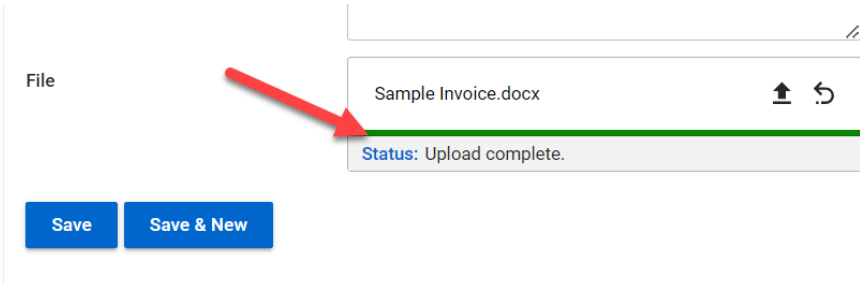 File
Sample Invoice.docx
Status: Upload complete.
Save Save & New